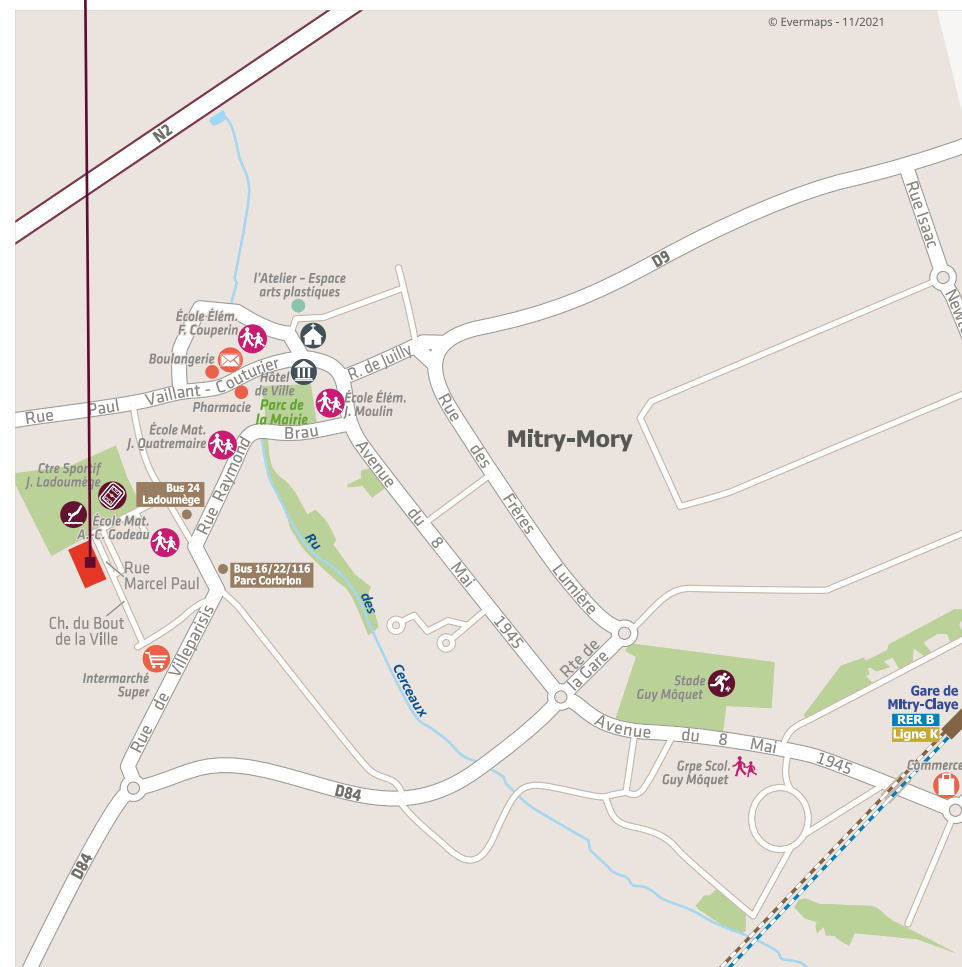 © Evermaps - 11/2021
N2
D9
Rue Isaac
Newto
l'Atelier - Espace
arts plastiques
École Élém.
F. Couperin
Boulangerie
R. de Juilly
Rue Paul Vaillant - Couturier
Hôtel
de Ville
Pharmacie
Parc de
la Mairie
École Élém.
J. Moulin
École Mat.
J. Quatremaire
Rue Raymond Brau
Mitry-Mory
Avenue du 8 Mai 1945
Rue des Frères Lumière
Ctre Sportif
J. Ladoumège
Bus 24
Ladoumège
École Mat.
A.-C. Godeau
Rue
Marcel Paul
Bus 16/22/116
Parc Corbrion
Ch. du Bout
de la Ville
Ru des Cerceaux
Intermarché
Super
Rue de Villeparisis
Rte de
la Gare
Stade
Guy Môquet
Gare de
Mitry-Claye
RER B
Ligne K
Avenue du 8 Mai 1945
Grpe Scol.
Guy Môquet
Commerce
D84
D84